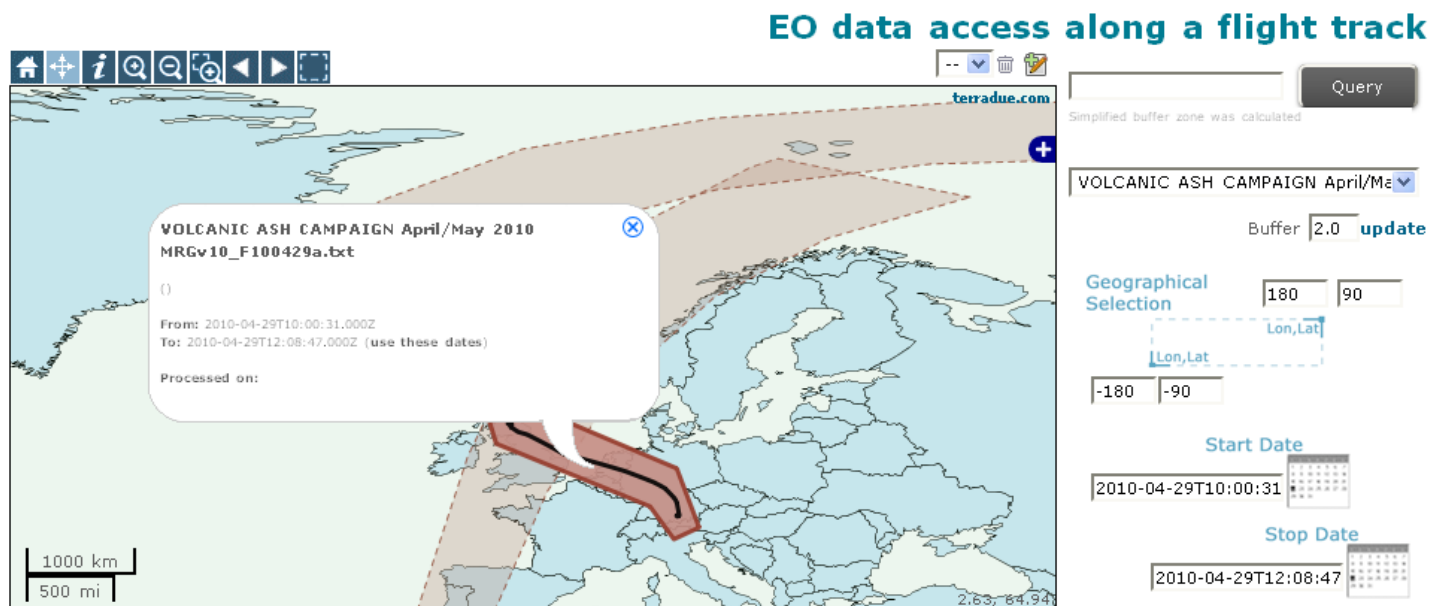 EO data access along a flight track
--
terradue.com
Query
Simplified buffer zone was calculated
VOLCANIC ASH CAMPAIGN April/Ma
Buffer 2.0 update
VOLCANIC ASH CAMPAIGN April/May 2010
MRGv10_F100429a.txt
()
From: 2010-04-29T10:00:31.000Z
To: 2010-04-29T12:08:47.000Z (use these dates)
Processed on:
Geographical
Selection
180 90
Lon,Lat
Lon,Lat
-180 -90
Start Date
2010-04-29T10:00:31
Stop Date
2010-04-29T12:08:47
1000 km
500 mi
2.63, 64.948